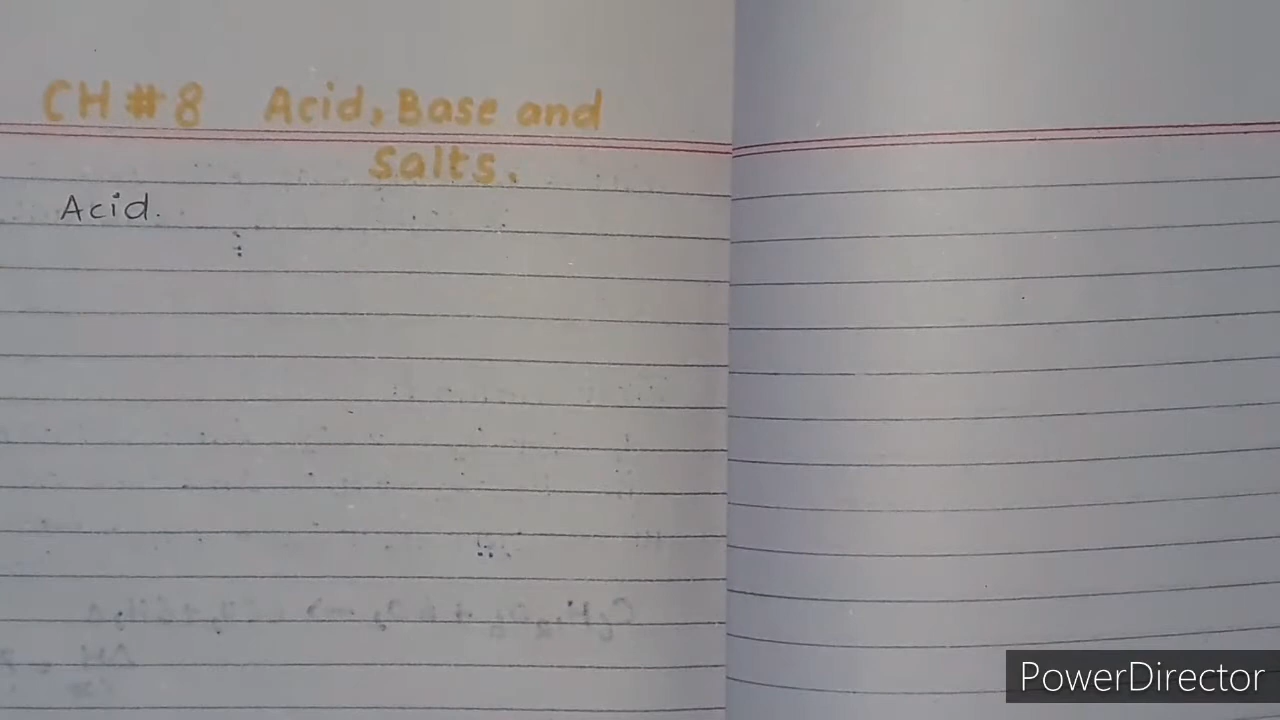 CH # 8 Acid, Base and
Salts.
Acid.
PowerDirector